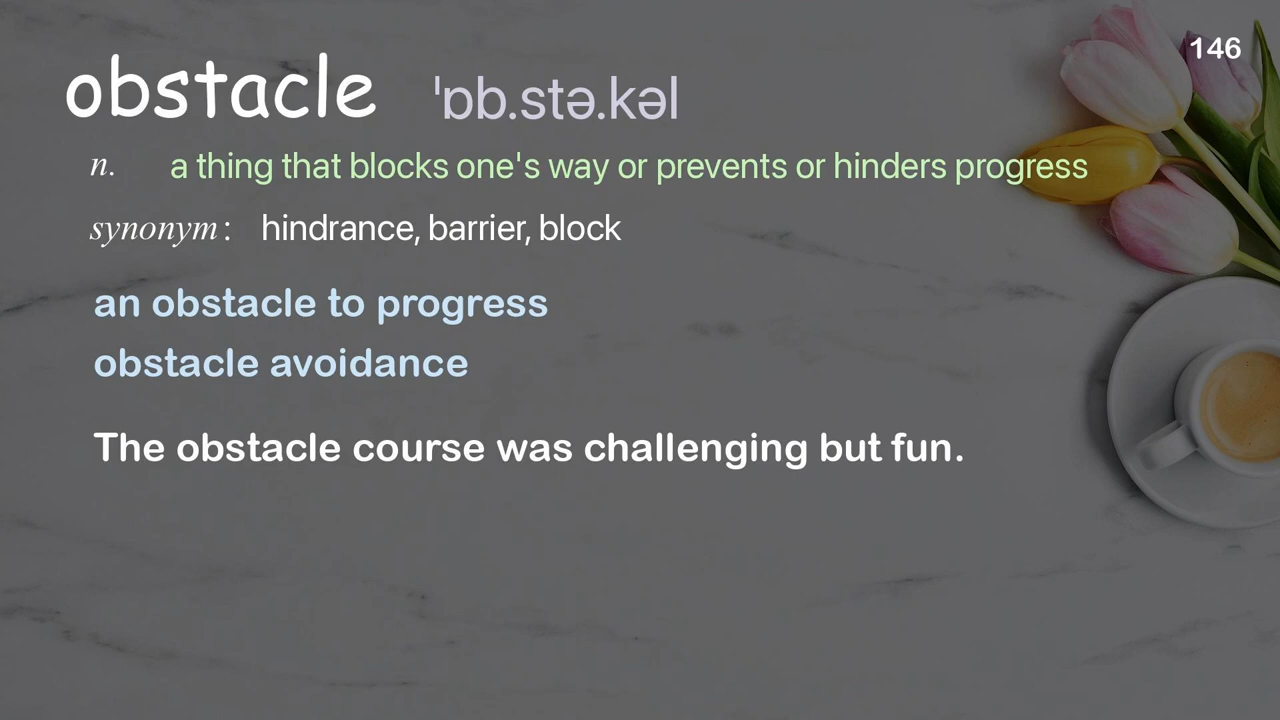 146
obstacle ˈɒb.stə.kəl
n. a thing that blocks one's way or prevents or hinders progress
synonym: hindrance, barrier, block
an obstacle to progress
obstacle avoidance
The obstacle course was challenging but fun.